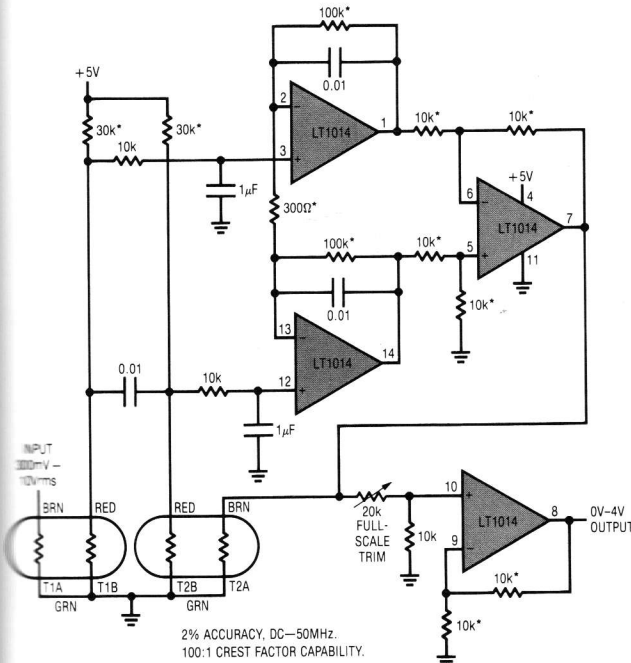 100k*
0.01
+5V
2
1
10k*
10k*
30k*
30k*
LT1014
10k
3
1µF
6
+5V
4
300Ω*
7
LT1014
100k*
10k*
5
11
0.01
10k*
13
0.01
LT1014
14
10k
12
1µF
INPUT
BRN
RED
RED
BRN
10
8
0V–4V
OUTPUT
20k
FULL-
SCALE
TRIM
10k
LT1014
9
10k*
T1A
T1B
T2B
T2A
GRN
GRN
10k*
2% ACCURACY, DC—50MHz.
100:1 CREST FACTOR CAPABILITY.